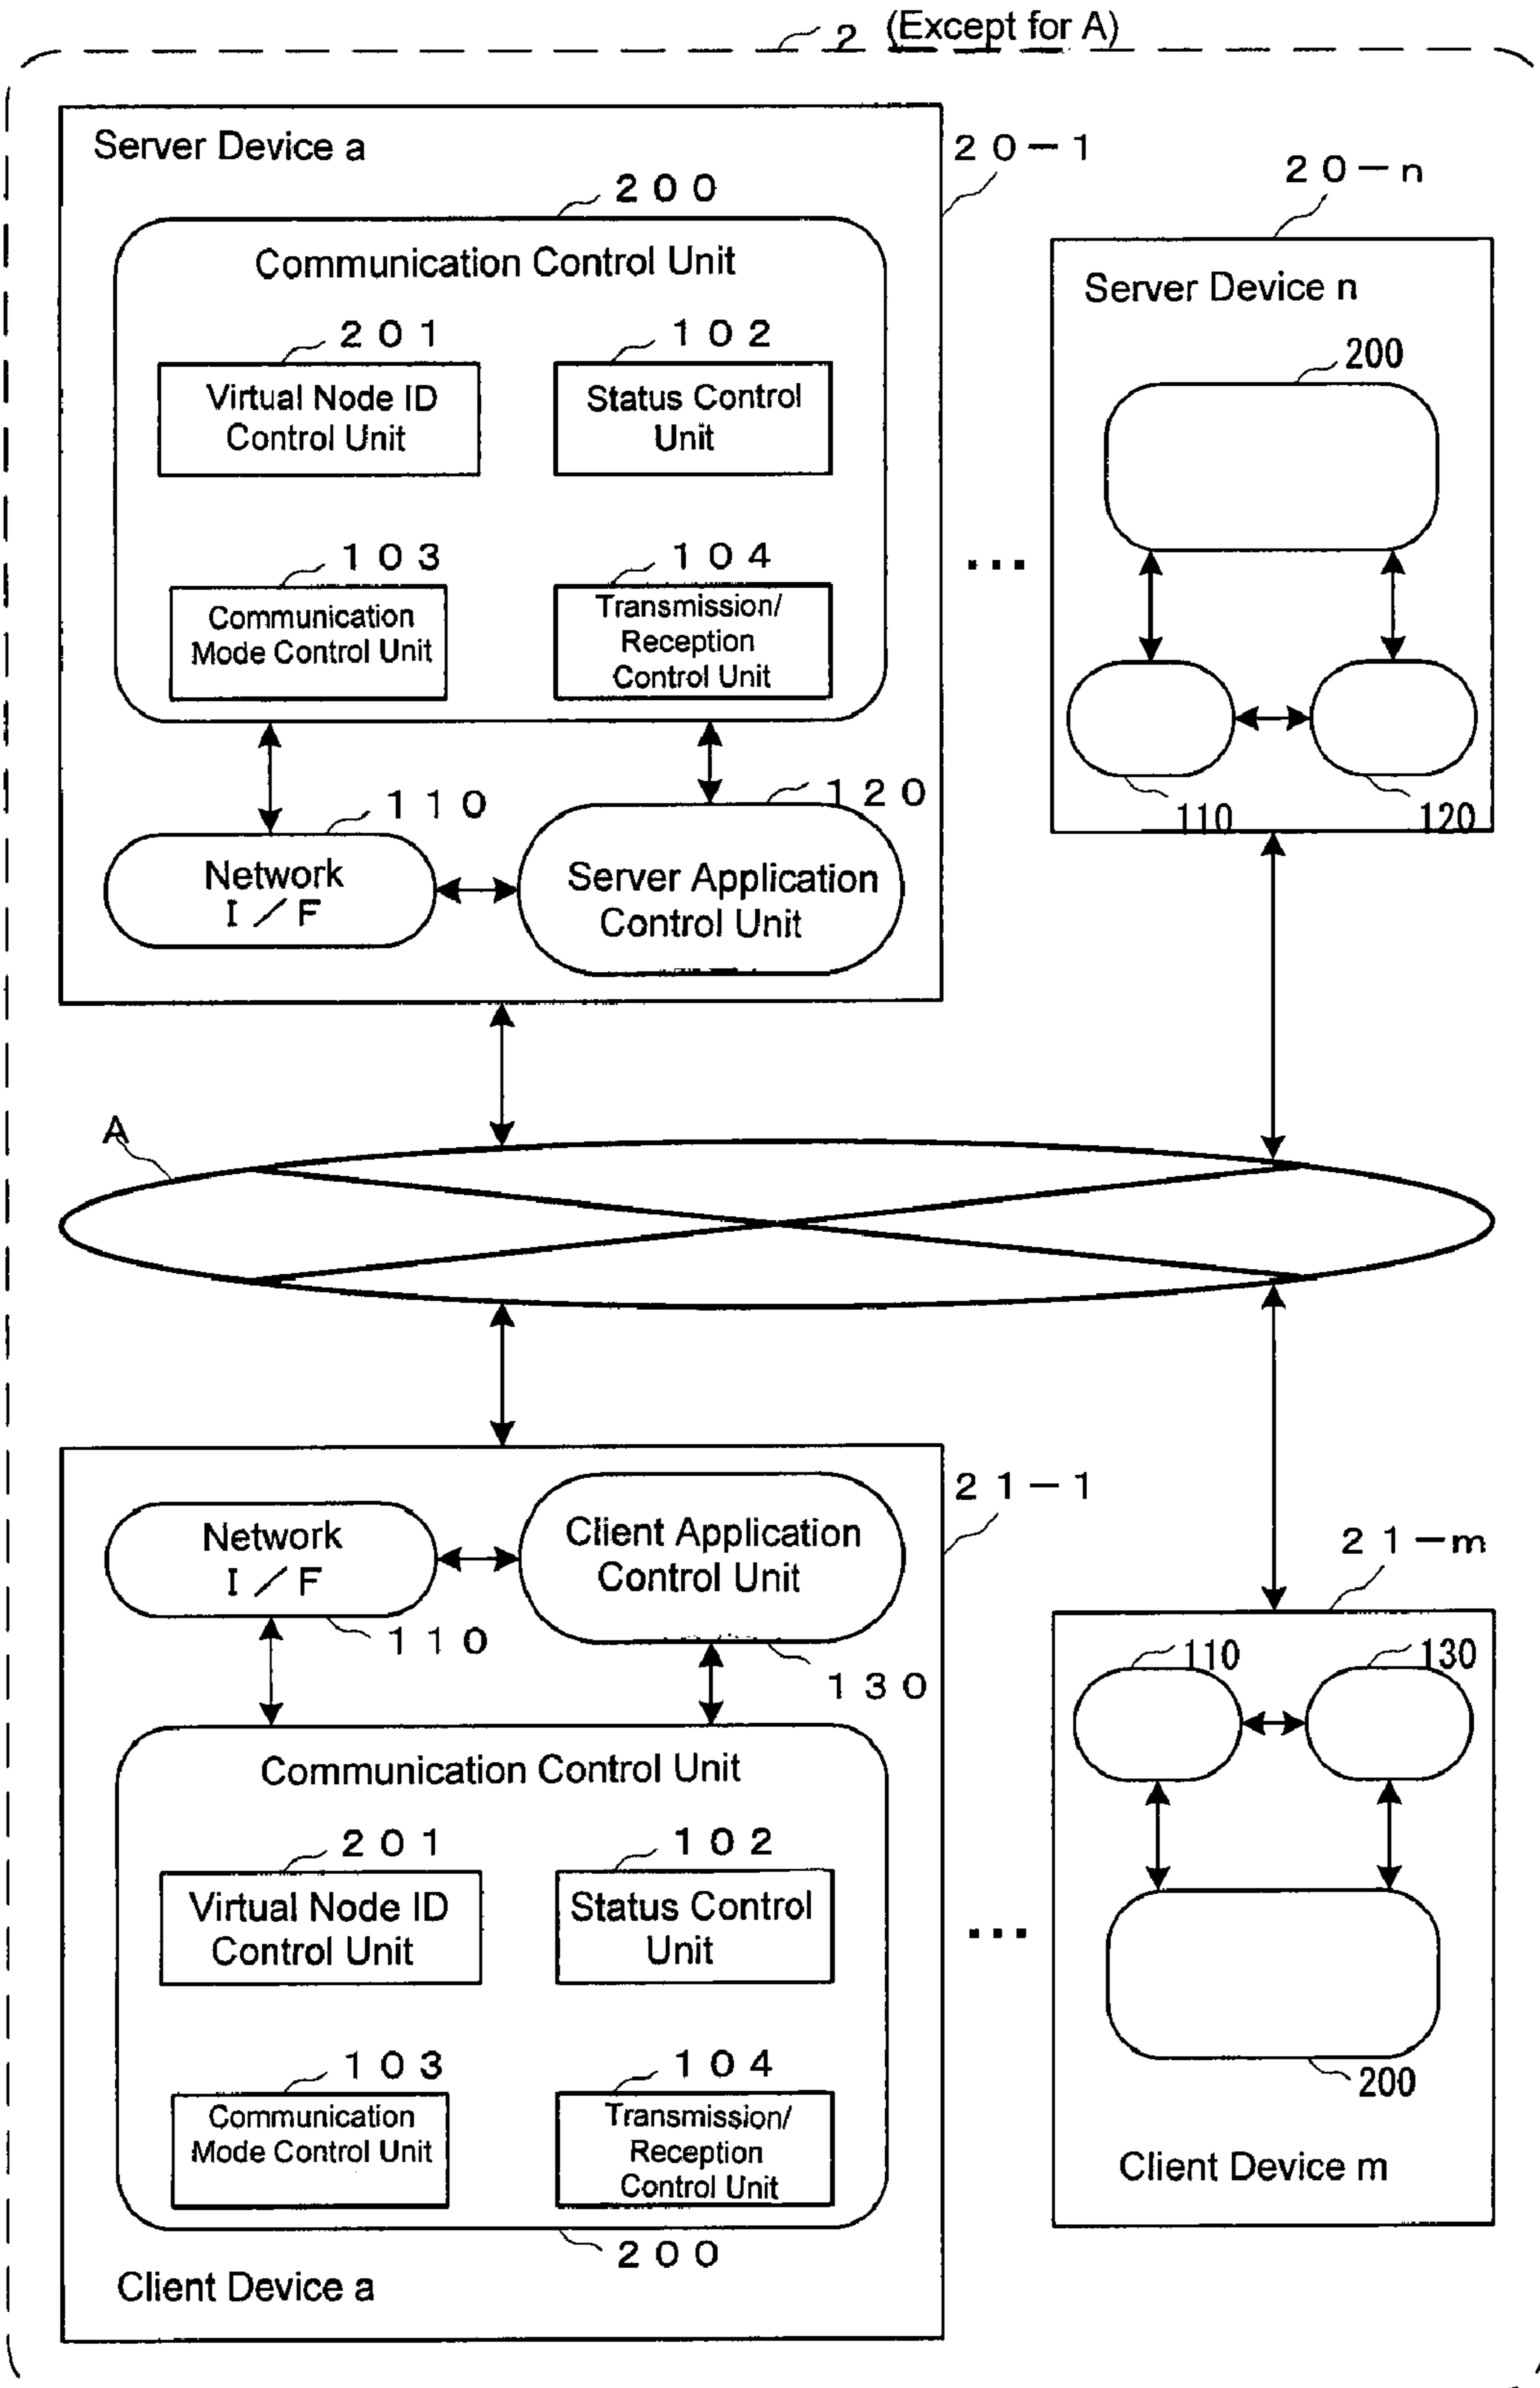 2 (Except for A)
Server Device a
20-1
200
Communication Control Unit
201
102
Virtual Node ID
Control Unit
Status Control
Unit
103
104
Communication
Mode Control Unit
Transmission/
Reception
Control Unit
110
120
Network
I/F
Server Application
Control Unit
...
20-n
Server Device n
200
110
120
A
21-1
Network
I/F
Client Application
Control Unit
110
130
Communication Control Unit
201
102
Virtual Node ID
Control Unit
Status Control
Unit
103
104
Communication
Mode Control Unit
Transmission/
Reception
Control Unit
200
Client Device a
...
21-m
110
130
200
Client Device m